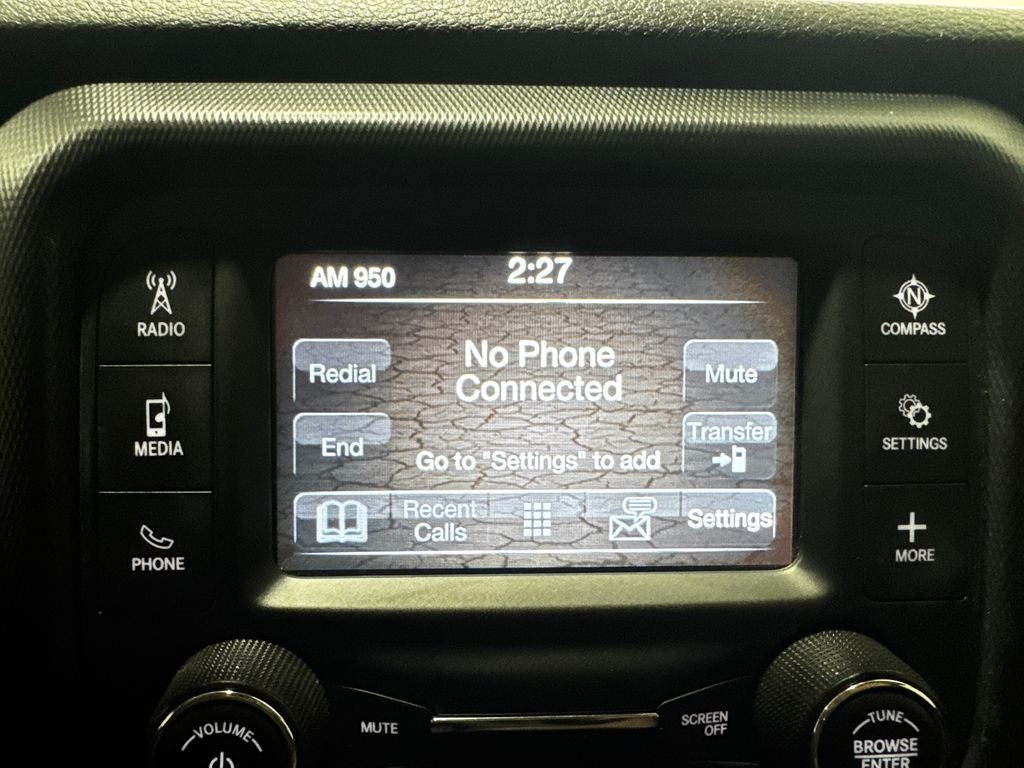 AM 950
2:27
RADIO
COMPASS
No Phone
Connected
Redial
Mute
MEDIA
SETTINGS
End
Transfer
Go to "Settings" to add
Recent
Calls
Settings
PHONE
MORE
VOLUME
MUTE
SCREEN
OFF
TUNE
BROWSE
ENTER